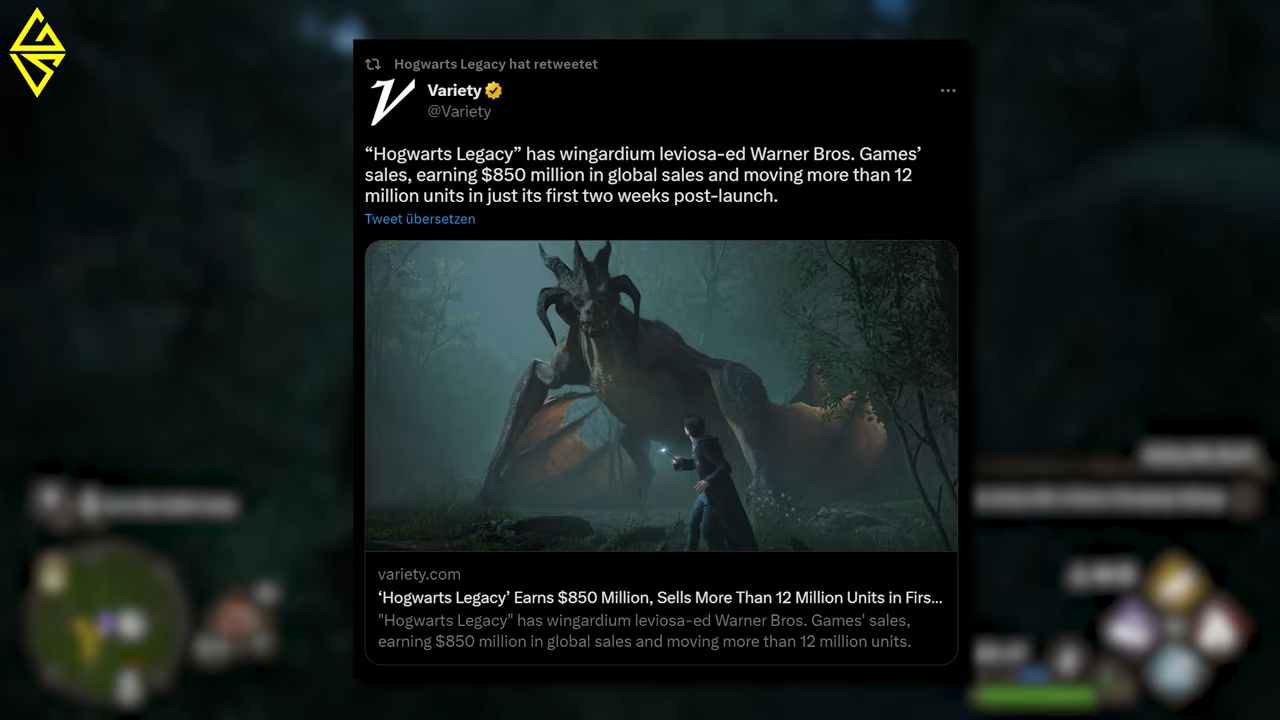 Hogwarts Legacy hat retweetet
Variety
@Variety
“Hogwarts Legacy” has wingardium leviosa-ed Warner Bros. Games’
sales, earning $850 million in global sales and moving more than 12
million units in just its first two weeks post-launch.
Tweet übersetzen
variety.com
‘Hogwarts Legacy’ Earns $850 Million, Sells More Than 12 Million Units in Firs...
"Hogwarts Legacy" has wingardium leviosa-ed Warner Bros. Games' sales,
earning $850 million in global sales and moving more than 12 million units.